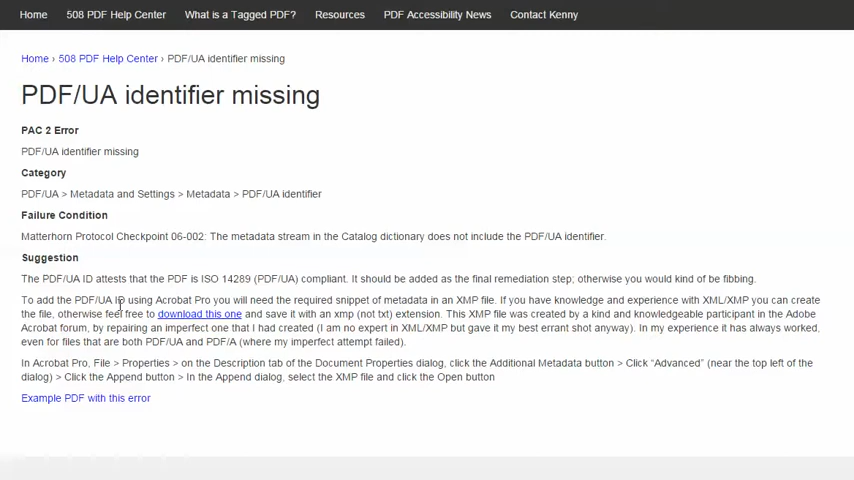 Home 508 PDF Help Center What is a Tagged PDF? Resources PDF Accessibility News Contact Kenny
Home › 508 PDF Help Center › PDF/UA identifier missing
PDF/UA identifier missing
PAC 2 Error
PDF/UA identifier missing
Category
PDF/UA > Metadata and Settings > Metadata > PDF/UA identifier
Failure Condition
Matterhorn Protocol Checkpoint 06-002: The metadata stream in the Catalog dictionary does not include the PDF/UA identifier.
Suggestion
The PDF/UA ID attests that the PDF is ISO 14289 (PDF/UA) compliant. It should be added as the final remediation step; otherwise you would kind of be fibbing.
To add the PDF/UA ID using Acrobat Pro you will need the required snippet of metadata in an XMP file. If you have knowledge and experience with XML/XMP you can create
the file, otherwise feel free to download this one and save it with an xmp (not txt) extension. This XMP file was created by a kind and knowledgeable participant in the Adobe
Acrobat forum, by repairing an imperfect one that I had created (I am no expert in XML/XMP but gave it my best errant shot anyway). In my experience it has always worked,
even for files that are both PDF/UA and PDF/A (where my imperfect attempt failed).
In Acrobat Pro, File > Properties > on the Description tab of the Document Properties dialog, click the Additional Metadata button > Click “Advanced” (near the top left of the
dialog) > Click the Append button > In the Append dialog, select the XMP file and click the Open button
Example PDF with this error